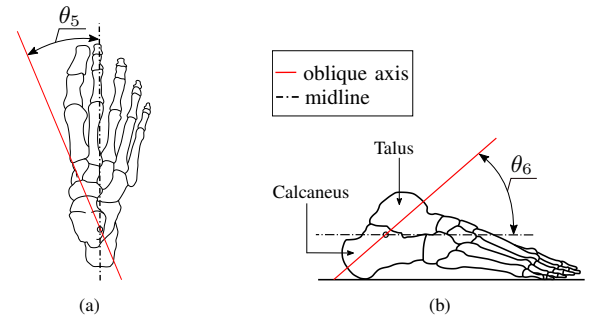 θ5
oblique axis
midline
Talus
θ6
Calcaneus
(a)
(b)